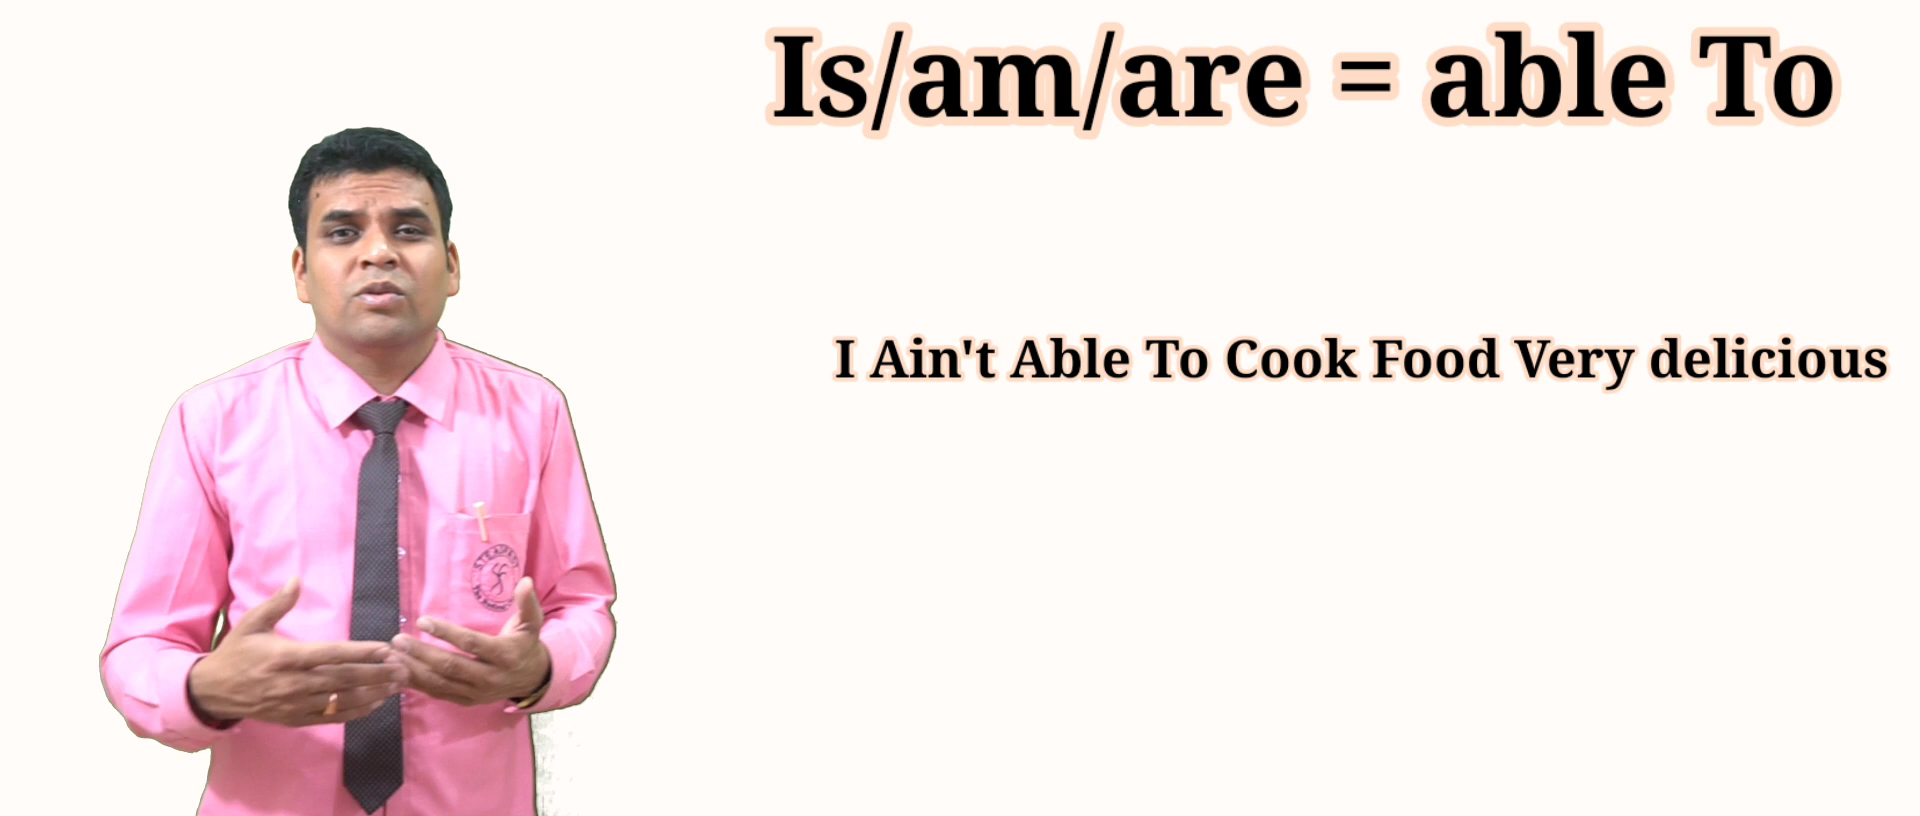 Is/am/are = able To
I Ain't Able To Cook Food Very delicious